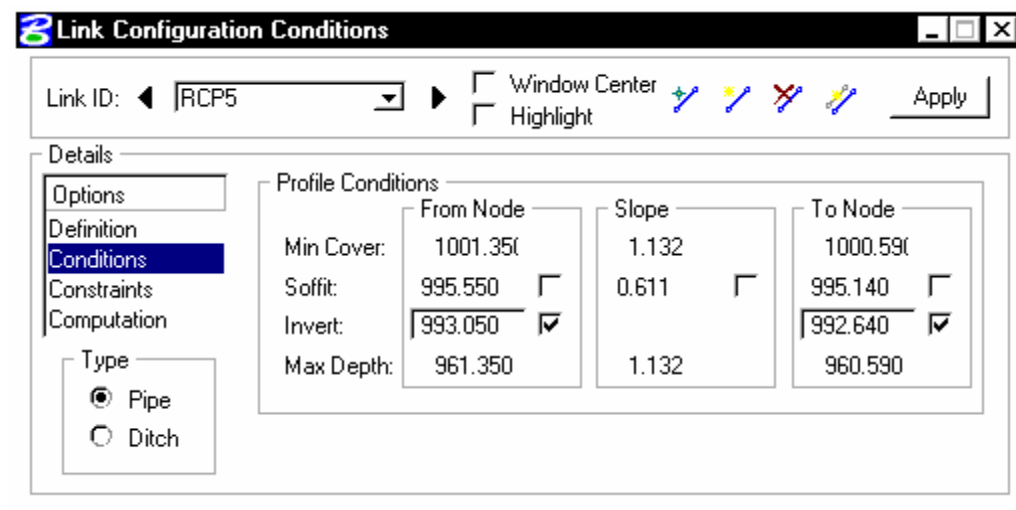 Link Configuration Conditions
Link ID: RCP5 Window Center Apply
Highlight
Details
Options
Definition
Conditions
Constraints
Computation
Type
Pipe
Ditch
Profile Conditions
From Node Slope To Node
Min Cover: 1001.350 1.132 1000.590
Soffit: 995.550 0.611 995.140
Invert: 993.050 992.640
Max Depth: 961.350 1.132 960.590